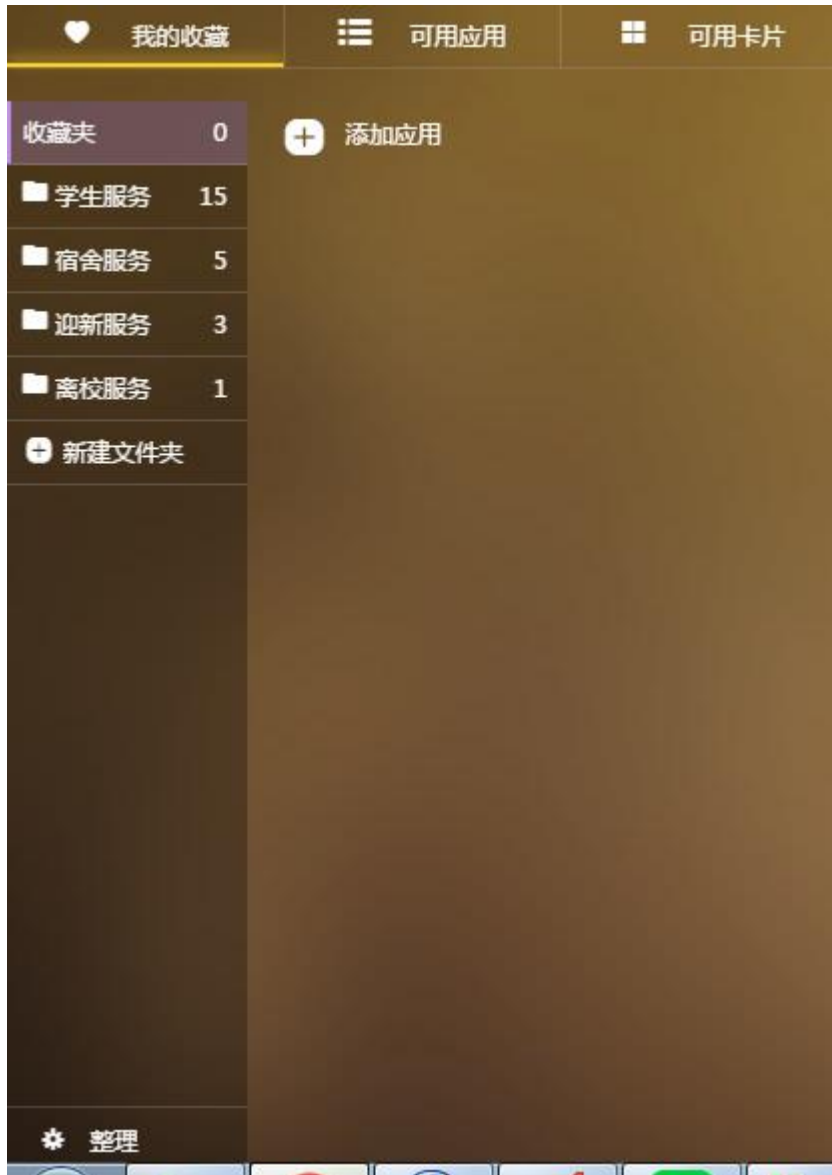 我的收藏 可用应用 可用卡片
收藏夹 0 添加应用
学生服务 15
宿舍服务 5
迎新服务 3
离校服务 1
新建文件夹
整理